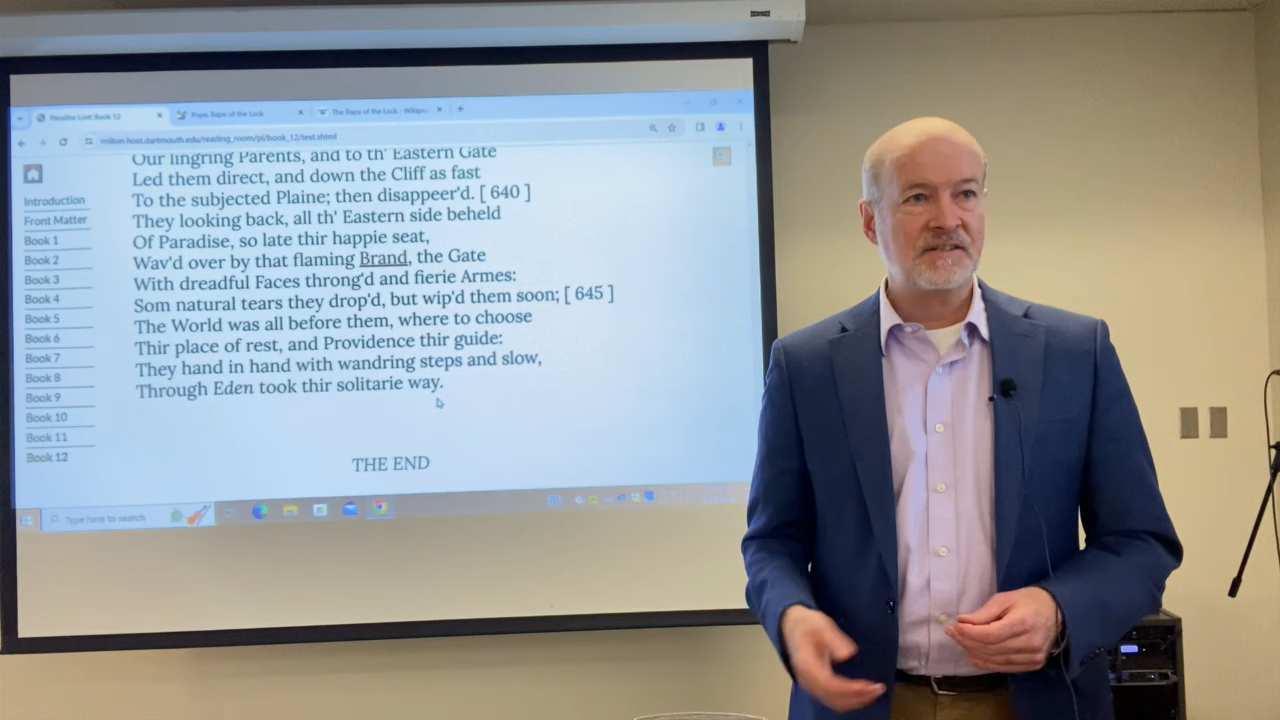 Paradise Lost: Book 12
Pope, Rape of the Lock
The Rape of the Lock - Wikipe
milton.host.dartmouth.edu/reading_room/pl/book_12/text.shtml
Introduction
Front Matter
Book 1
Book 2
Book 3
Book 4
Book 5
Book 6
Book 7
Book 8
Book 9
Book 10
Book 11
Book 12
Our lingring Parents, and to th' Eastern Gate
Led them direct, and down the Cliff as fast
To the subjected Plaine; then disappeer'd. [ 640 ]
They looking back, all th' Eastern side beheld
Of Paradise, so late thir happie seat,
Wav'd over by that flaming Brand, the Gate
With dreadful Faces throng'd and fierie Armes:
Som natural tears they drop'd, but wip'd them soon; [ 645 ]
The World was all before them, where to choose
Thir place of rest, and Providence thir guide:
They hand in hand with wandring steps and slow,
Through Eden took thir solitarie way.
THE END
Type here to search